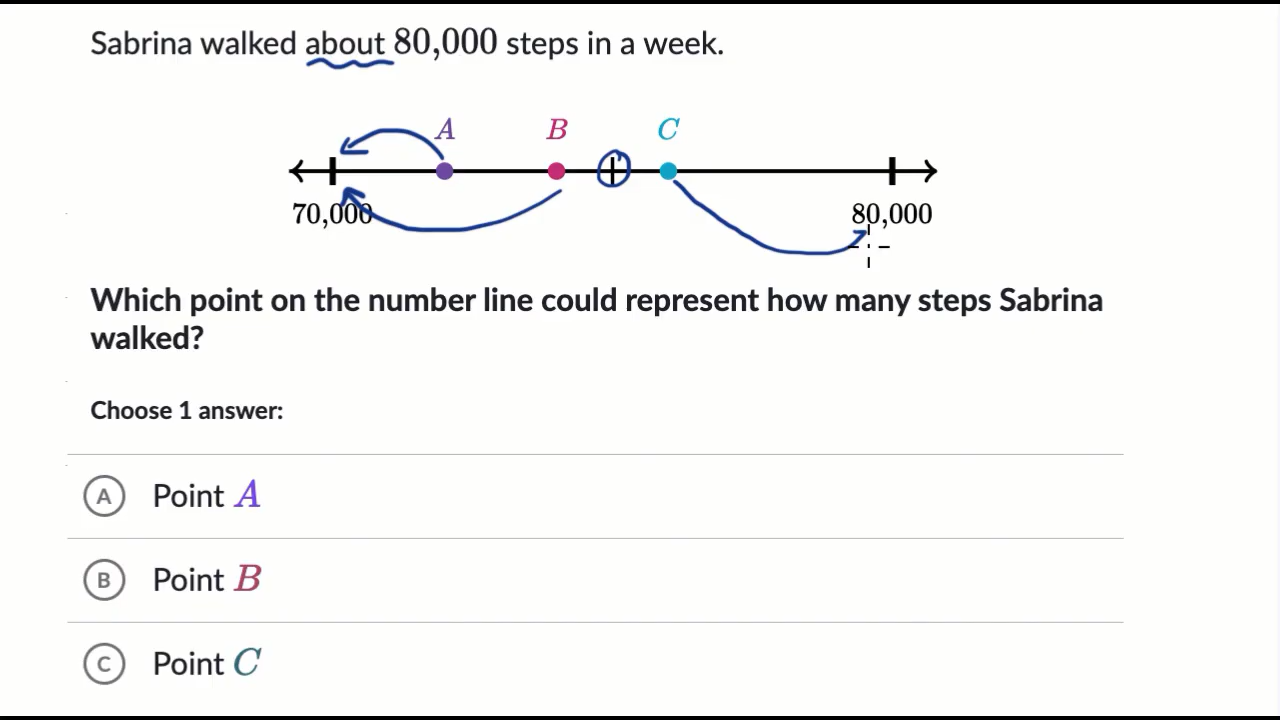 Sabrina walked about 80,000 steps in a week.
A B C
70,000 80,000
Which point on the number line could represent how many steps Sabrina
walked?
Choose 1 answer:
A Point A
B Point B
C Point C